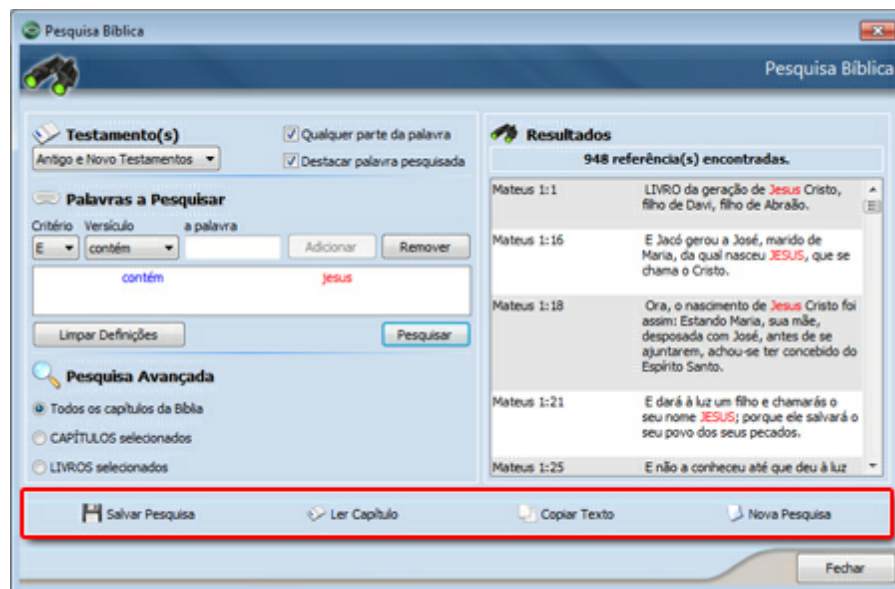 Pesquisa Bíblica
Pesquisa Bíblica
Testamento(s)
Antigo e Novo Testamentos
Qualquer parte da palavra
Destacar palavra pesquisada
Palavras a Pesquisar
Critério Versículo a palavra
E contém Adicionar Remover
contém jesus
Limpar Definições Pesquisar
Pesquisa Avançada
Todos os capítulos da Bíblia
CAPÍTULOS selecionados
LIVROS selecionados
Resultados
948 referência(s) encontradas.
Mateus 1:1 LIVRO da geração de Jesus Cristo,
filho de Davi, filho de Abraão.
Mateus 1:16 E Jacó gerou a José, marido de
Maria, da qual nasceu JESUS, que se
chama o Cristo.
Mateus 1:18 Ora, o nascimento de Jesus Cristo foi
assim: Estando Maria, sua mãe,
desposada com José, antes de se
ajuntarem, achou-se ter concebido do
Espírito Santo.
Mateus 1:21 E dará à luz um filho e chamarás o
seu nome JESUS; porque ele salvará o
seu povo dos seus pecados.
Mateus 1:25 E não a conheceu até que deu à luz
Salvar Pesquisa Ler Capítulo Copiar Texto Nova Pesquisa
Fechar